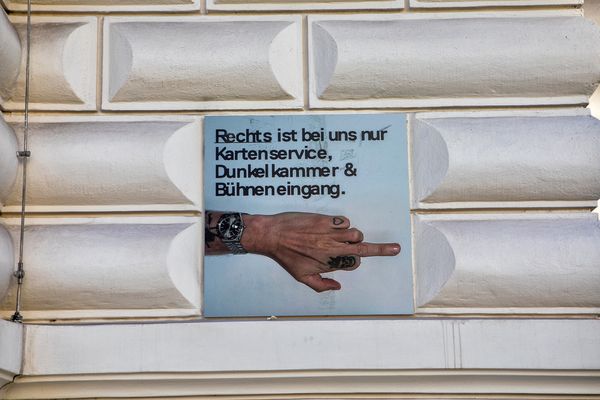 Rechts ist bei uns nur
Kartenservice,
Dunkelkammer &
Bühneneingang.